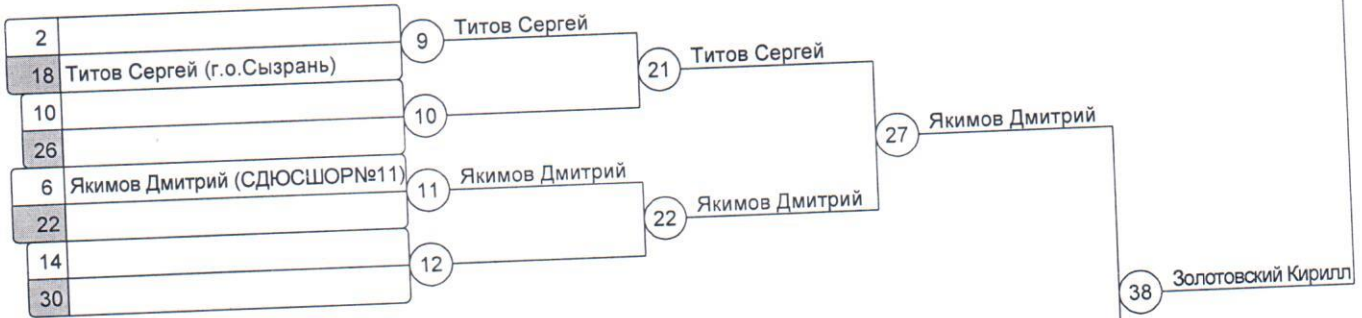 2
9 Титов Сергей
18 Титов Сергей (г.о.Сызрань)
21 Титов Сергей
10
10
26
27 Якимов Дмитрий
6 Якимов Дмитрий (СДЮСШОР№11)
11 Якимов Дмитрий
22
22 Якимов Дмитрий
14
12
30
38 Золотовский Кирилл